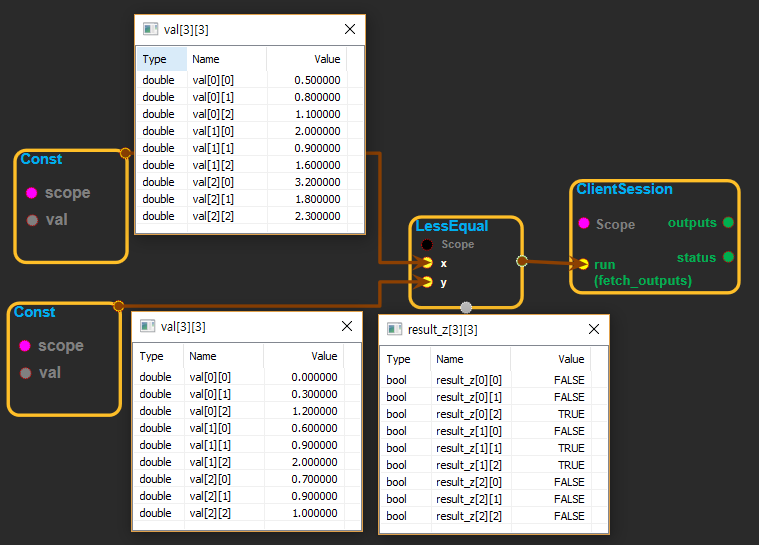 val[3][3]
Type Name Value
double val[0][0] 0.500000
double val[0][1] 0.800000
double val[0][2] 1.100000
double val[1][0] 2.000000
double val[1][1] 0.900000
double val[1][2] 1.600000
double val[2][0] 3.200000
double val[2][1] 1.800000
double val[2][2] 2.300000
Const
scope
val
LessEqual
Scope
x
y
ClientSession
Scope outputs
status
run
(fetch_outputs)
Const
scope
val
val[3][3]
Type Name Value
double val[0][0] 0.000000
double val[0][1] 0.300000
double val[0][2] 1.200000
double val[1][0] 0.600000
double val[1][1] 0.900000
double val[1][2] 2.000000
double val[2][0] 0.700000
double val[2][1] 0.900000
double val[2][2] 1.000000
result_z[3][3]
Type Name Value
bool result_z[0][0] FALSE
bool result_z[0][1] FALSE
bool result_z[0][2] TRUE
bool result_z[1][0] FALSE
bool result_z[1][1] TRUE
bool result_z[1][2] TRUE
bool result_z[2][0] FALSE
bool result_z[2][1] FALSE
bool result_z[2][2] FALSE